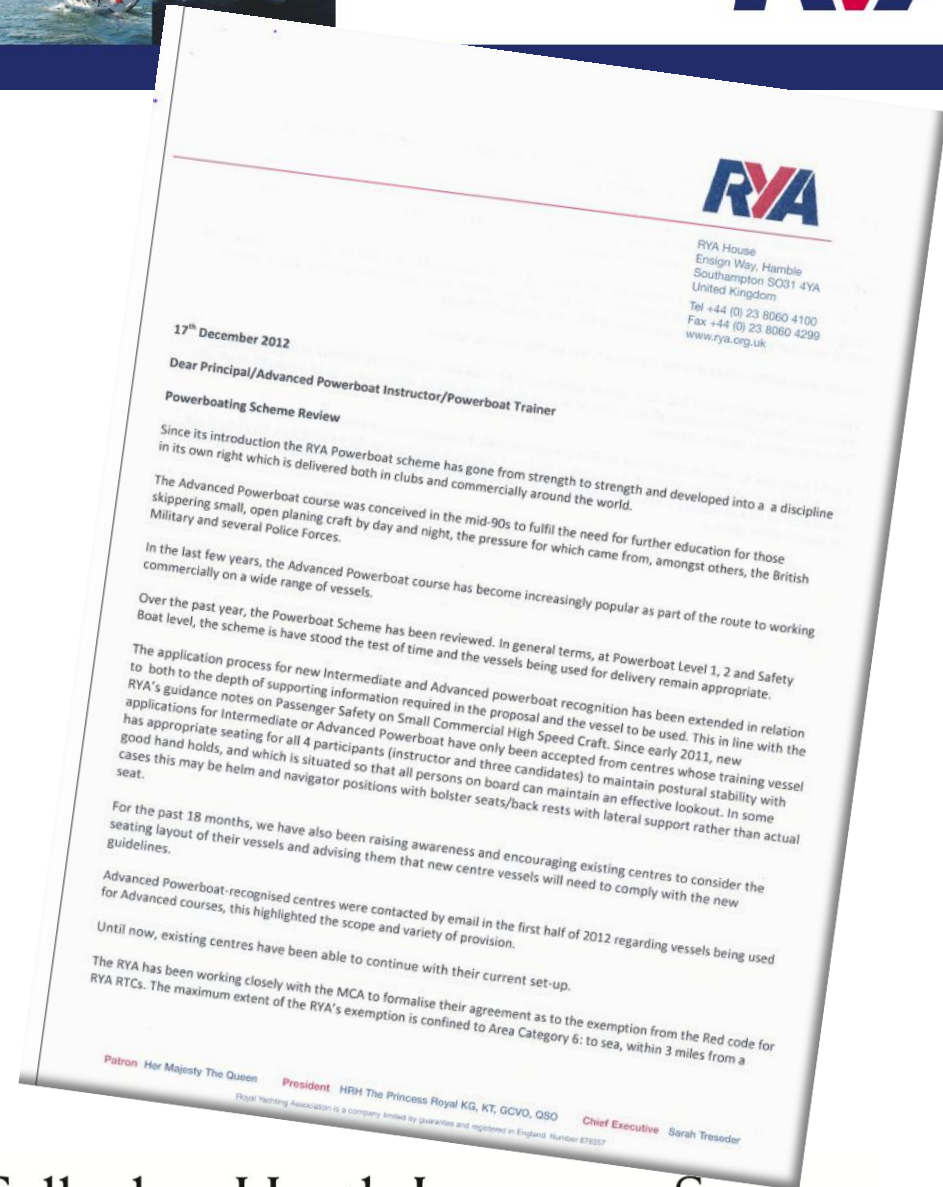 RYA
RYA House
Ensign Way, Hamble
Southampton SO31 4YA
United Kingdom
Tel +44 (0) 23 8060 4100
Fax +44 (0) 23 8060 4299
www.rya.org.uk
17th December 2012
Dear Principal/Advanced Powerboat Instructor/Powerboat Trainer
Powerboating Scheme Review
Since its introduction the RYA Powerboat scheme has gone from strength to strength and developed into a a discipline
in its own right which is delivered both in clubs and commercially around the world.
The Advanced Powerboat course was conceived in the mid-90s to fulfil the need for further education for those
skippering small, open planing craft by day and night, the pressure for which came from, amongst others, the British
Military and several Police Forces.
In the last few years, the Advanced Powerboat course has become increasingly popular as part of the route to working
commercially on a wide range of vessels.
Over the past year, the Powerboat Scheme has been reviewed. In general terms, at Powerboat Level 1, 2 and Safety
Boat level, the scheme is have stood the test of time and the vessels being used for delivery remain appropriate.
The application process for new Intermediate and Advanced powerboat recognition has been extended in relation
to both to the depth of supporting information required in the proposal and the vessel to be used. This in line with the
RYA's guidance notes on Passenger Safety on Small Commercial High Speed Craft. Since early 2011, new
applications for Intermediate or Advanced Powerboat have only been accepted from centres whose training vessel
has appropriate seating for all 4 participants (instructor and three candidates) to maintain postural stability with
good hand holds, and which is situated so that all persons on board can maintain an effective lookout. In some
cases this may be helm and navigator positions with bolster seats/back rests with lateral support rather than actual
seat.
For the past 18 months, we have also been raising awareness and encouraging existing centres to consider the
seating layout of their vessels and advising them that new centre vessels will need to comply with the new
guidelines.
Advanced Powerboat-recognised centres were contacted by email in the first half of 2012 regarding vessels being used
for Advanced courses, this highlighted the scope and variety of provision.
Until now, existing centres have been able to continue with their current set-up.
The RYA has been working closely with the MCA to formalise their agreement as to the exemption from the Red code for
RYA RTCs. The maximum extent of the RYA's exemption is confined to Area Category 6: to sea, within 3 miles from a
Patron Her Majesty The Queen President HRH The Princess Royal KG, KT, GCVO, QSO Chief Executive Sarah Treseder
Royal Yachting Association is a company limited by guarantee and registered in England. Number 878357